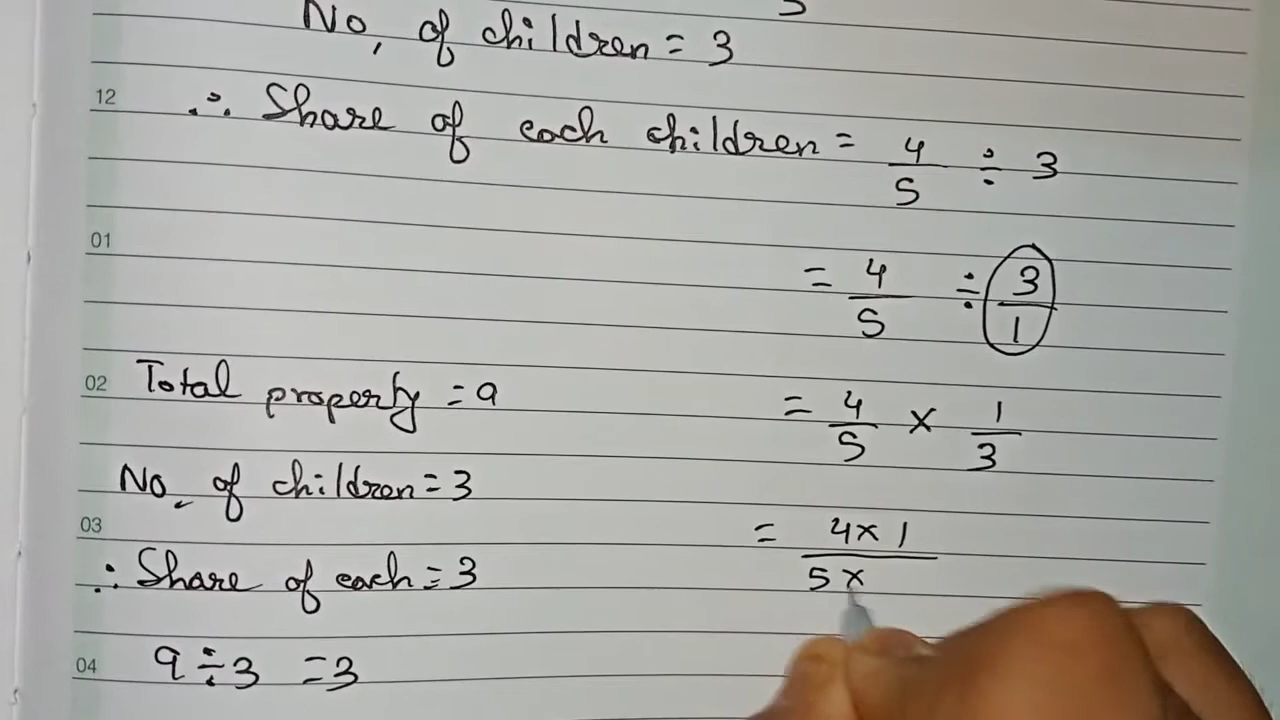 No. of children = 3
12 ∴ Share of each children = 4/5 ÷ 3
01
= 4/5 ÷ 3/1
02 Total property = 9
= 4/5 × 1/3
No. of children = 3
03
= 4×1/5×
∴ Share of each = 3
04 9÷3 = 3